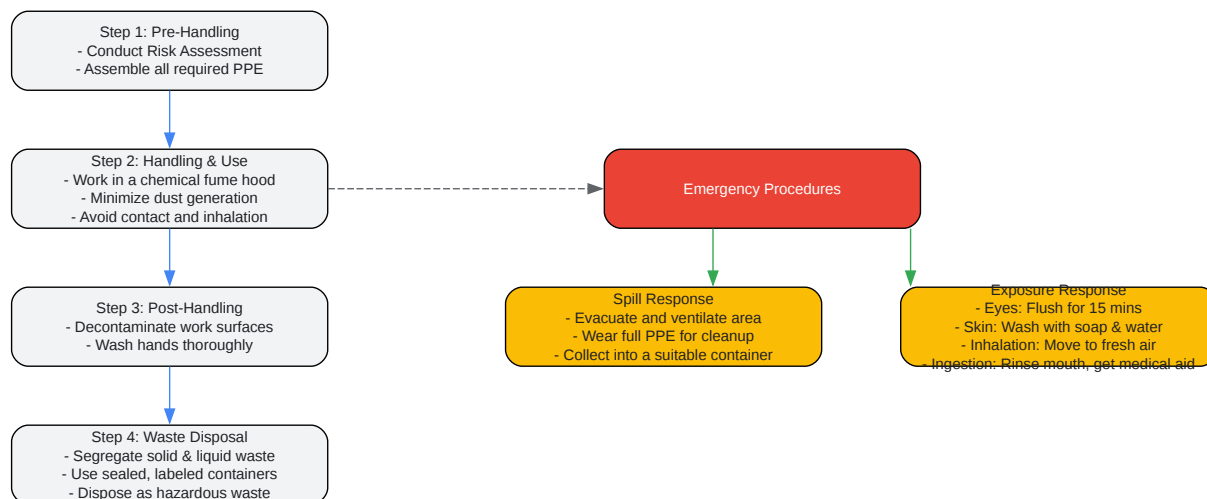 Step 1: Pre-Handling
- Conduct Risk Assessment
- Assemble all required PPE
Step 2: Handling & Use
- Work in a chemical fume hood
- Minimize dust generation
- Avoid contact and inhalation
Emergency Procedures
Step 3: Post-Handling
- Decontaminate work surfaces
- Wash hands thoroughly
Spill Response
- Evacuate and ventilate area
- Wear full PPE for cleanup
- Collect into a suitable container
Exposure Response
- Eyes: Flush for 15 mins
- Skin: Wash with soap & water
- Inhalation: Move to fresh air
- Ingestion: Rinse mouth, get medical aid
Step 4: Waste Disposal
- Segregate solid & liquid waste
- Use sealed, labeled containers
- Dispose as hazardous waste